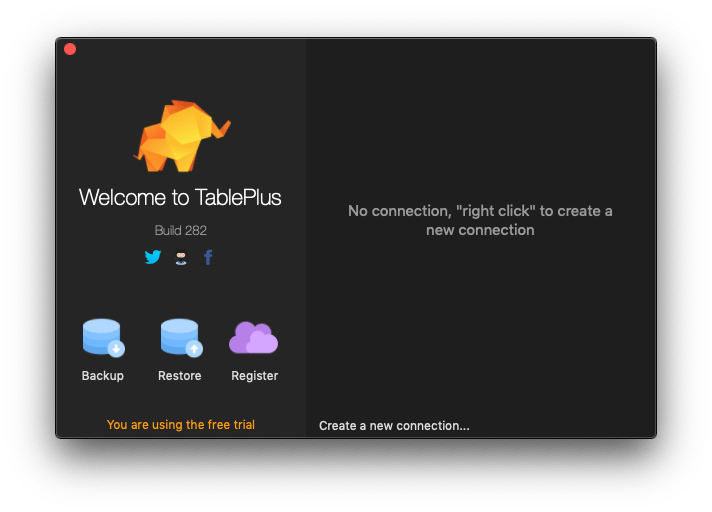 Welcome to TablePlus
Build 282
Backup
Restore
Register
You are using the free trial
No connection, "right click" to create a
new connection
Create a new connection...